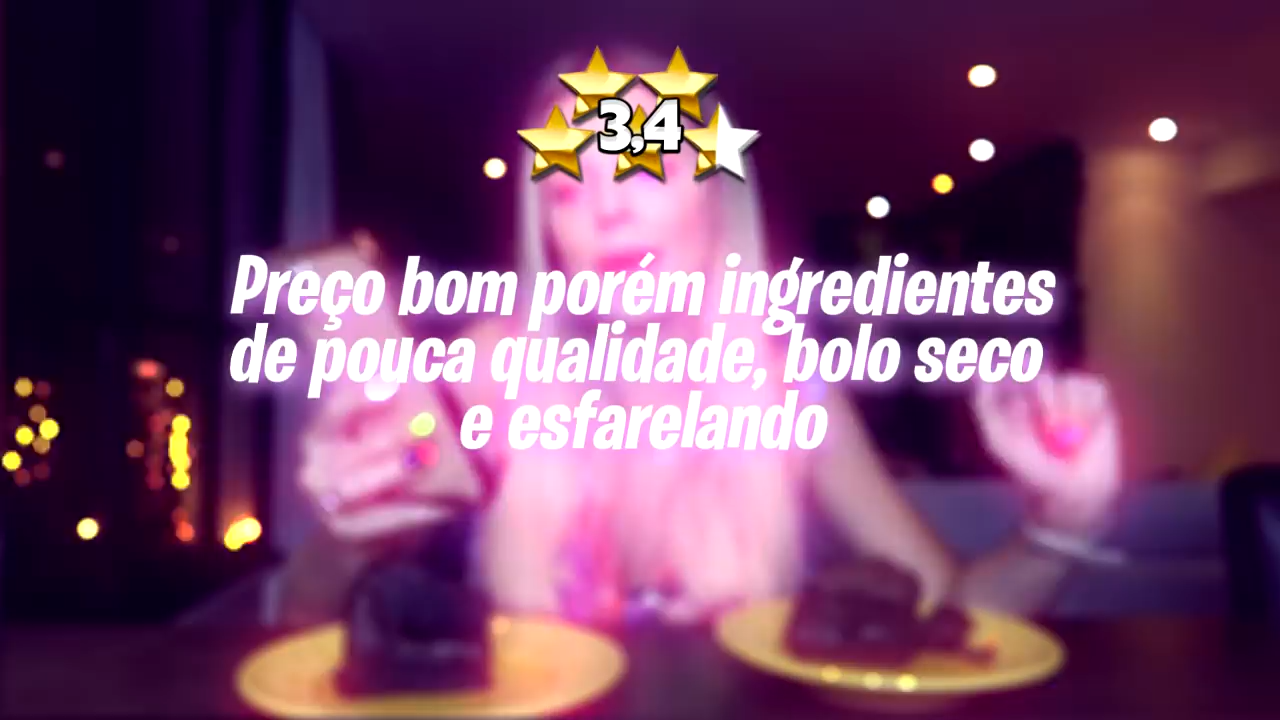 3,4
Preço bom porém ingredientes
de pouca qualidade, bolo seco
e esfarelando